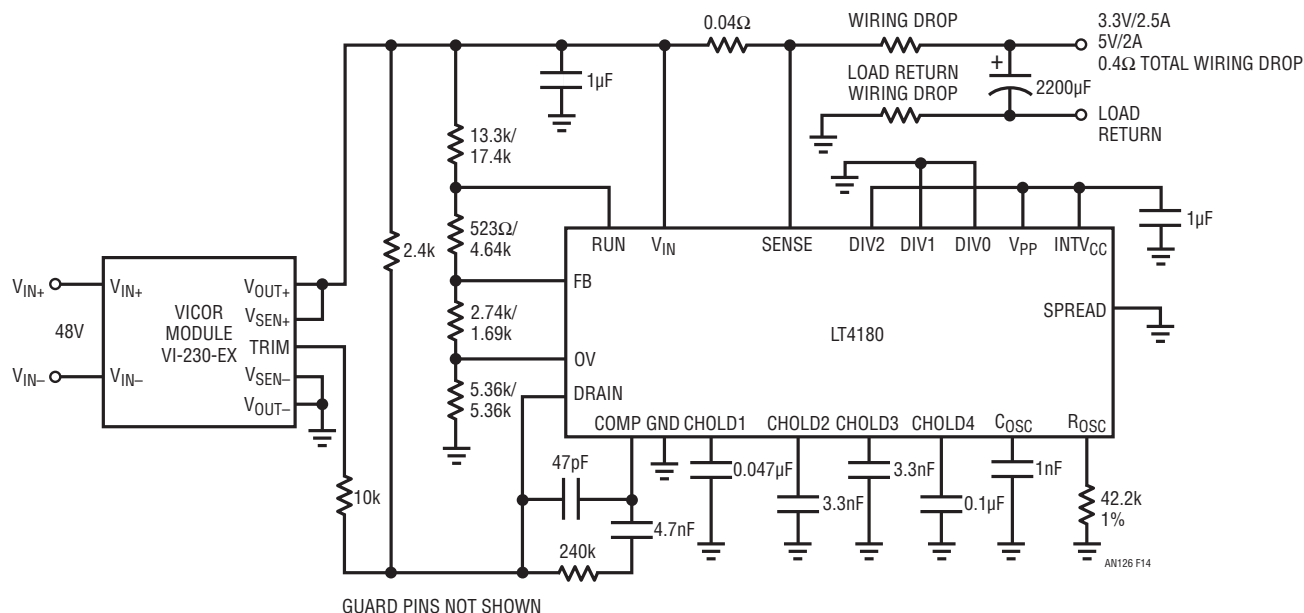 0.04Ω
WIRING DROP
3.3V/2.5A
5V/2A
0.4Ω TOTAL WIRING DROP
1µF
LOAD RETURN
WIRING DROP
+
2200µF
LOAD
RETURN
13.3k/
17.4k
523Ω/
4.64k
2.4k
2.74k/
1.69k
5.36k/
5.36k
10k
VIN+
48V
VIN–
VIN+
VICOR
MODULE
VI-230-EX
VIN–
VOUT+
VSEN+
TRIM
VSEN–
VOUT–
RUN
VIN
SENSE
DIV2
DIV1
DIV0
VPP
INTVCC
1µF
FB
OV
DRAIN
LT4180
SPREAD
COMP
GND
CHOLD1
CHOLD2
CHOLD3
CHOLD4
COSC
ROSC
47pF
0.047µF
3.3nF
3.3nF
0.1µF
1nF
42.2k
1%
4.7nF
240k
AN126 F14
GUARD PINS NOT SHOWN